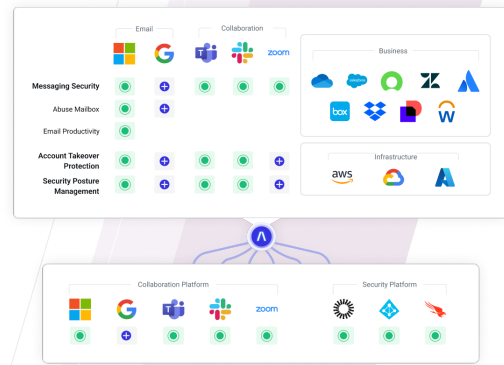 Email
Collaboration
zoom
Messaging Security
Abuse Mailbox
Email Productivity
Account Takeover
Protection
Security Posture
Management
Business
salesforce
box
Infrastructure
aws
Collaboration Platform
zoom
Security Platform